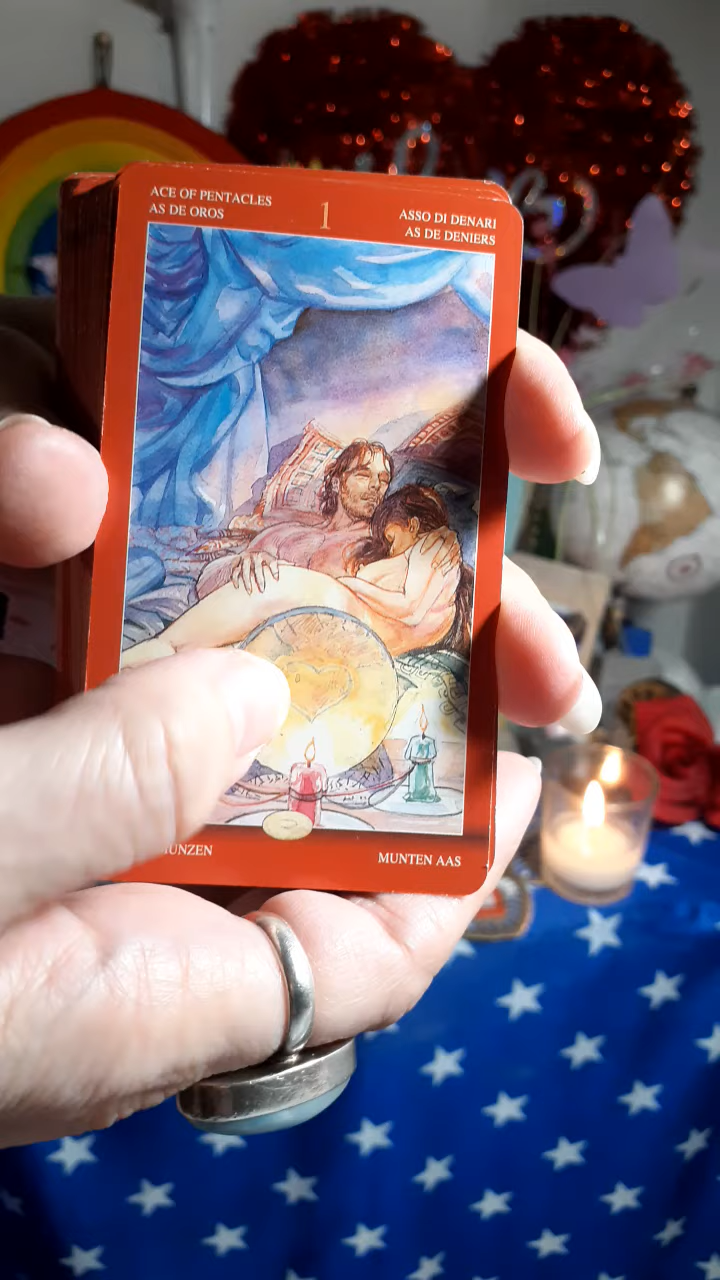 ACE OF PENTACLES
AS DE OROS
1
ASSO DI DENARI
AS DE DENIERS
MUNTEN AAS